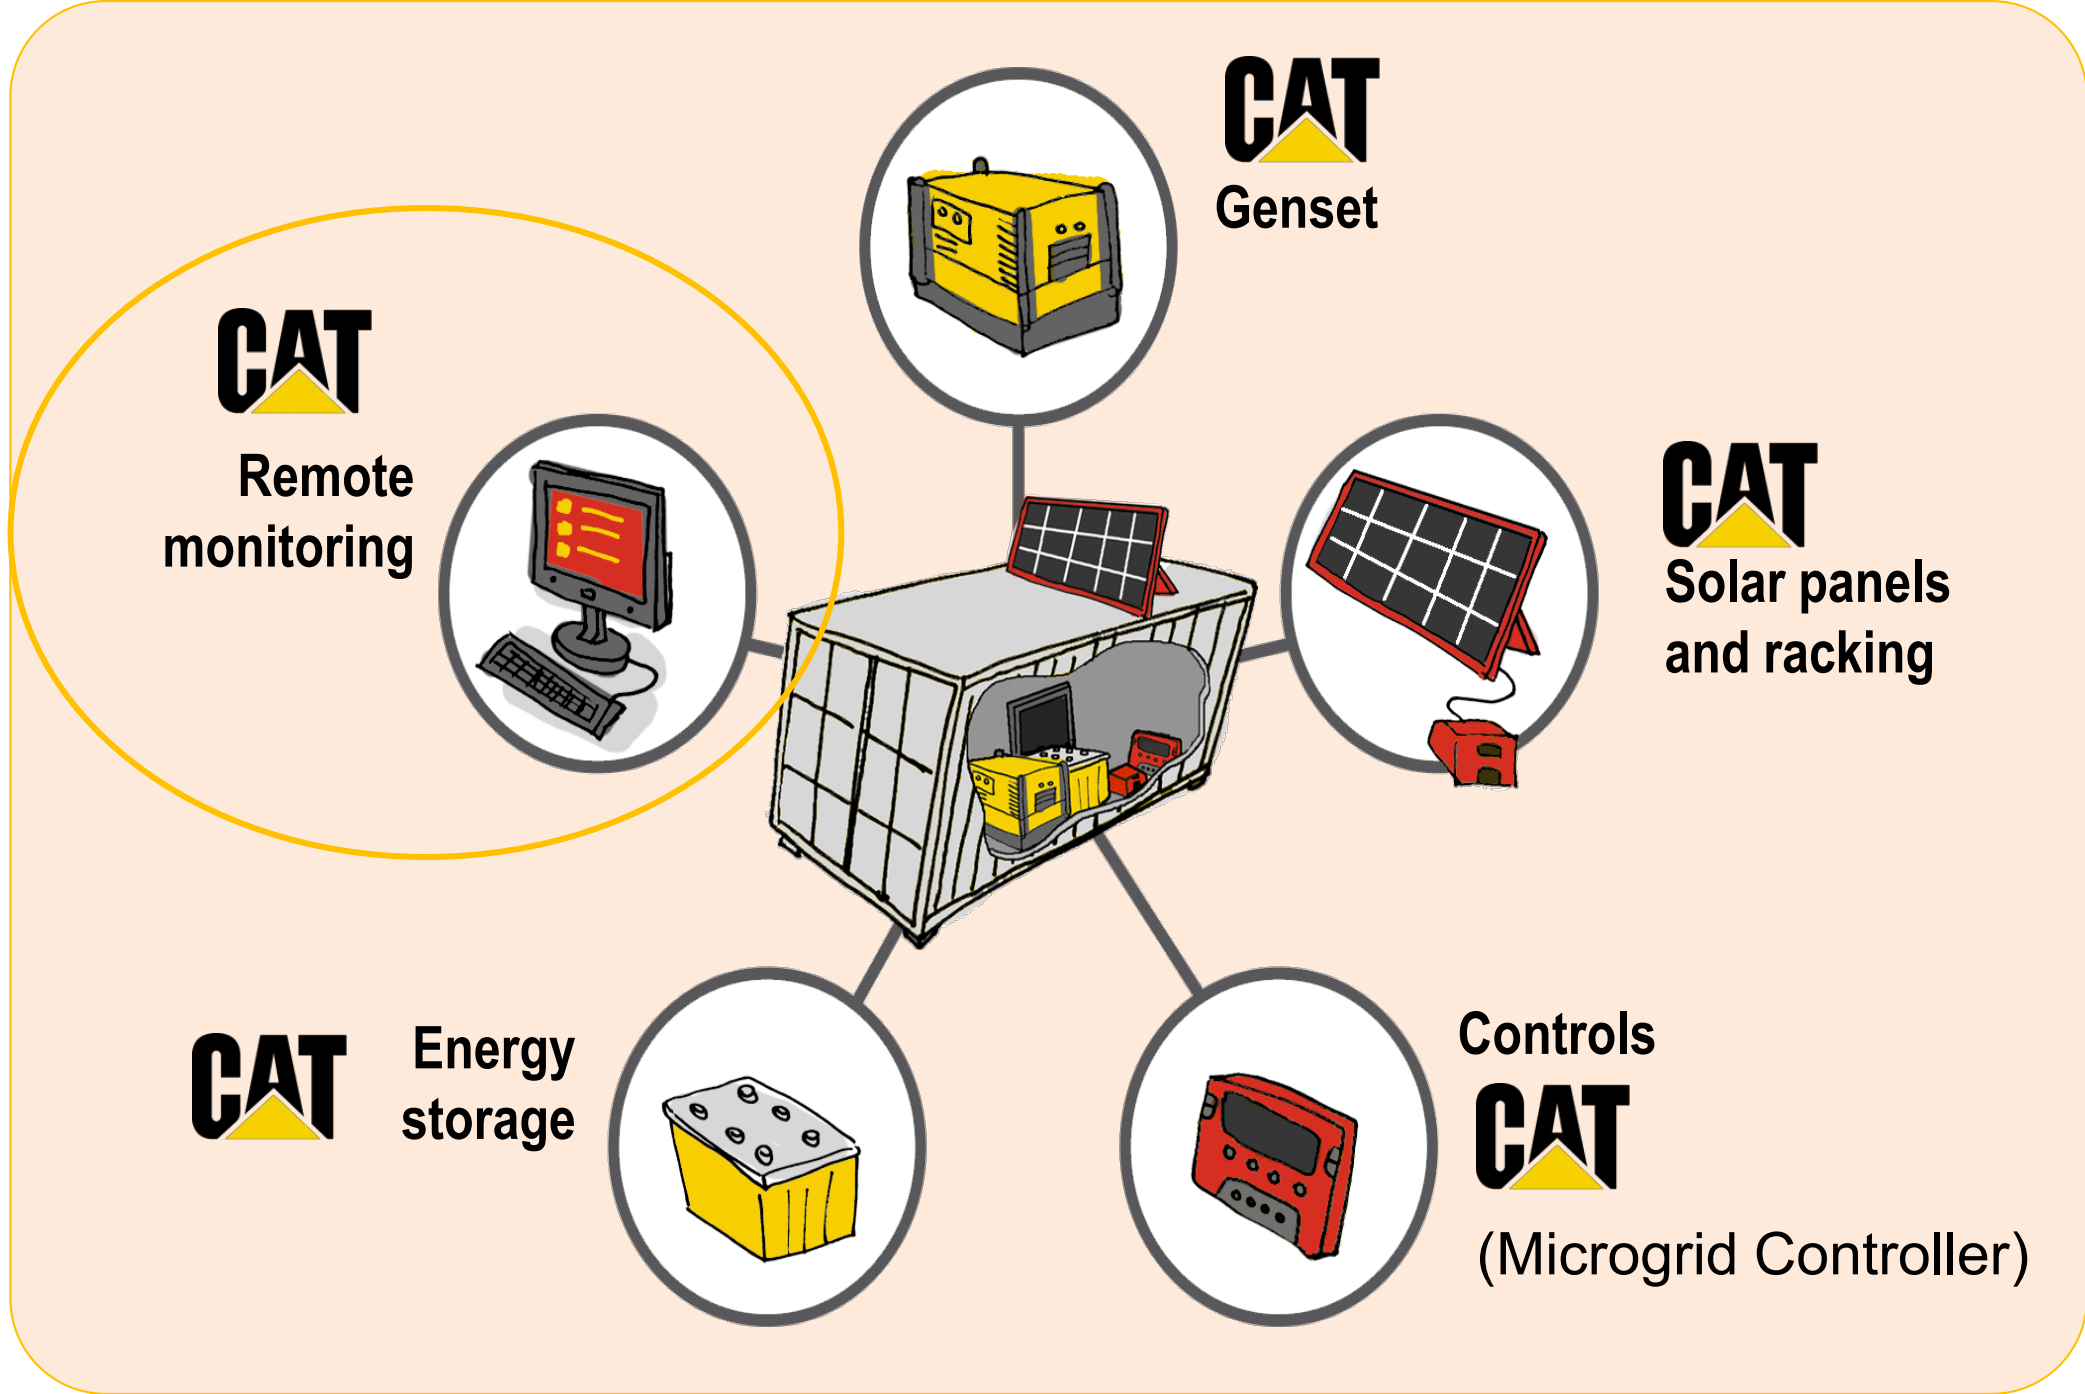 CAT
Genset
CAT
Remote
monitoring
CAT
Solar panels
and racking
CAT
Energy
storage
Controls
CAT
(Microgrid Controller)